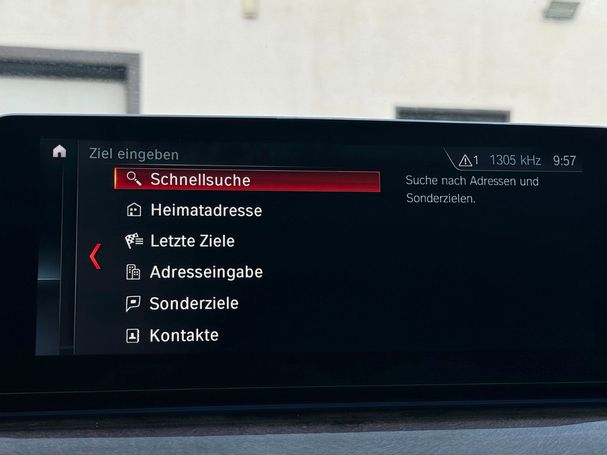 Ziel eingeben
1 1305 kHz 9:57
Schnellsuche
Heimatadresse
Letzte Ziele
Adresseingabe
Sonderziele
Kontakte
Suche nach Adressen und
Sonderzielen.